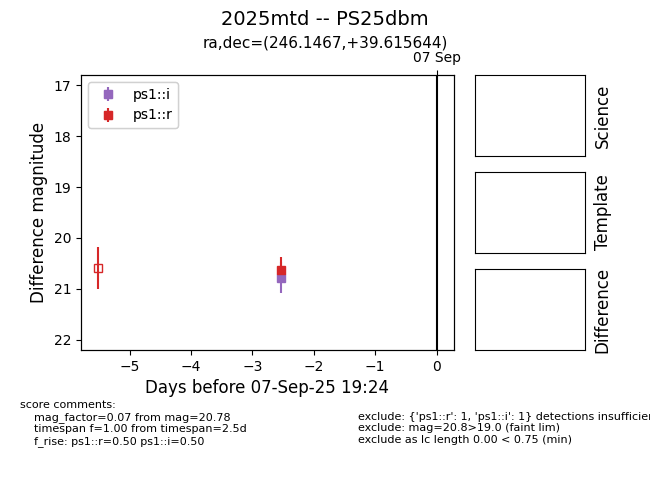 2025mtd -- PS25dbm
ra,dec=(246.1467,+39.615644)
07 Sep
ps1::i
ps1::r
17
18
19
20
21
22
Difference magnitude
−5
−4
−3
−2
−1
0
Days before 07-Sep-25 19:24
Science
Template
Difference
score comments:
mag_factor=0.07 from mag=20.78
timespan f=1.00 from timespan=2.5d
f_rise: ps1::r=0.50 ps1::i=0.50
exclude: {'ps1::r': 1, 'ps1::i': 1} detections insufficie
exclude: mag=20.8>19.0 (faint lim)
exclude as lc length 0.00 < 0.75 (min)